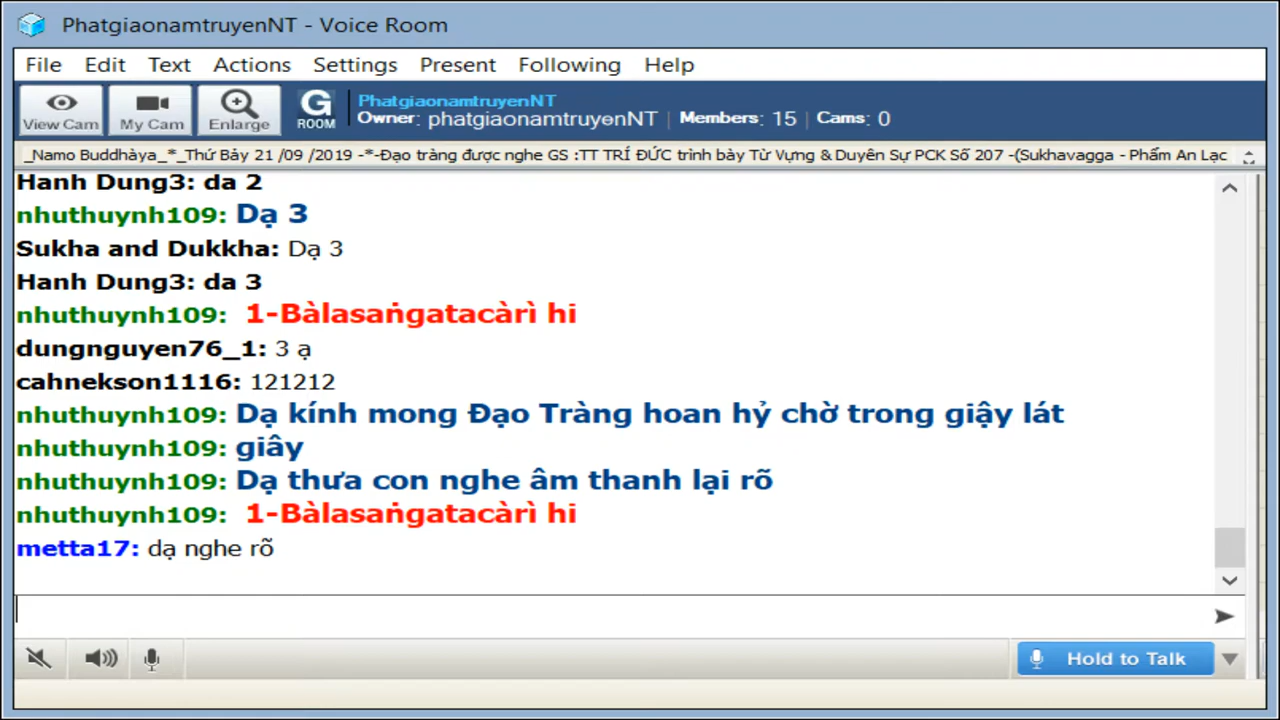 PhatgiaonamtruyenNT - Voice Room
File Edit Text Actions Settings Present Following Help
View Cam My Cam Enlarge G ROOM
PhatgiaonamtruyenNT
Owner: phatgiaonamtruyenNT | Members: 15 | Cams: 0
_Namo Buddhàya_*_Thứ Bảy 21 /09 /2019 -*-Đạo tràng được nghe GS :TT TRÍ ĐỨC trình bày Từ Vựng & Duyên Sự PCK Số 207 -(Sukhavagga - Phẩm An Lạc
Hanh Dung3: da 2
nhuthuynh109: Dạ 3
Sukha and Dukkha: Dạ 3
Hanh Dung3: da 3
nhuthuynh109: 1-Bàlasaṅgatacàrì hi
dungnguyen76_1: 3 ạ
cahnekson1116: 121212
nhuthuynh109: Dạ kính mong Đạo Tràng hoan hỷ chờ trong giậy lát
nhuthuynh109: giây
nhuthuynh109: Dạ thưa con nghe âm thanh lại rõ
nhuthuynh109: 1-Bàlasaṅgatacàrì hi
metta17: dạ nghe rõ
Hold to Talk